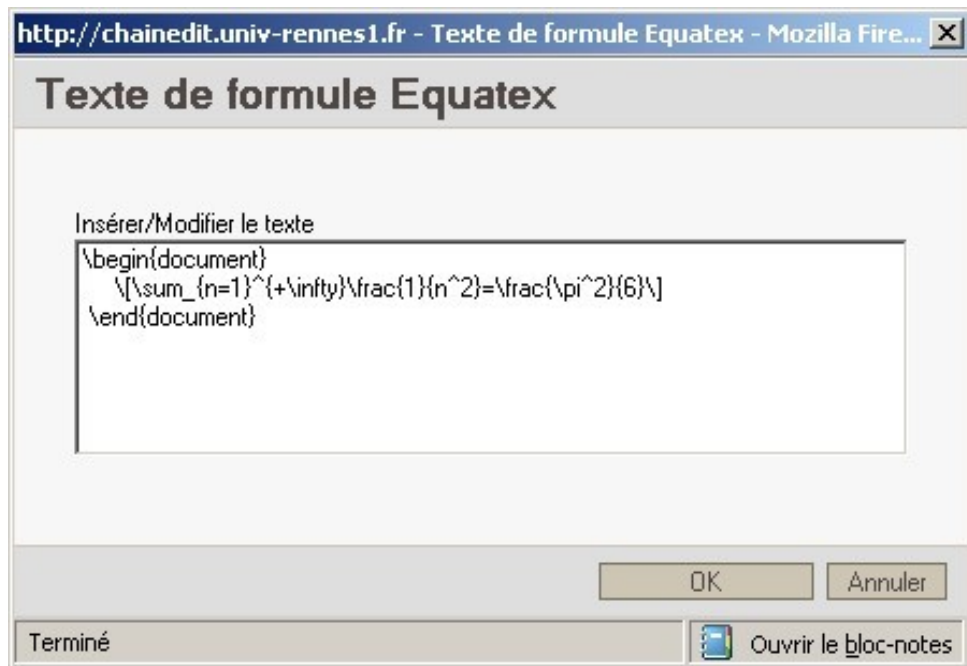 http://chainedit.univ-rennes1.fr - Texte de formule Equatex - Mozilla Fire...
Texte de formule Equatex
Insérer/Modifier le texte
\begin{document}
\[\sum_{n=1}^{+\infty}\frac{1}{n^2}=\frac{\pi^2}{6}\]
\end{document}
OK Annuler
Terminé Ouvrir le bloc-notes